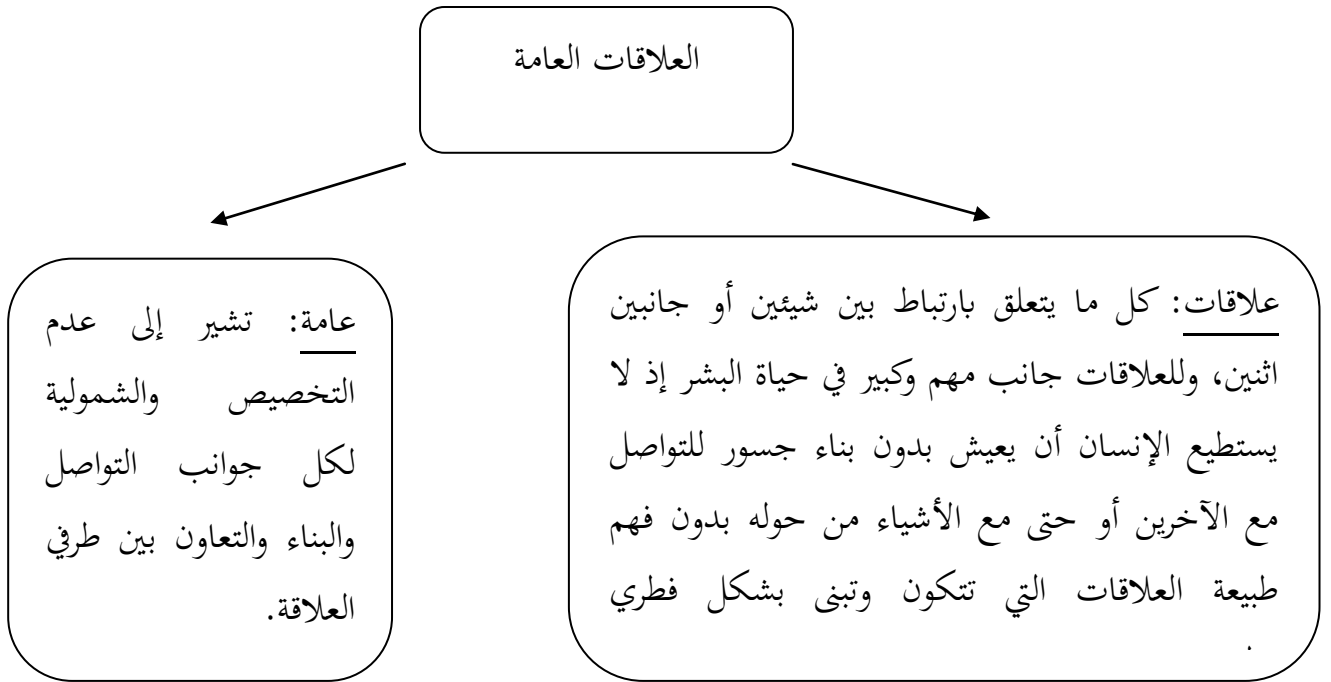 العلاقات العامة
علاقات: كل ما يتعلق بارتباط بين شيئين أو جانبين
اثنين، وللعلاقات جانب مهم وكبير في حياة البشر إذ لا
يستطيع الإنسان أن يعيش بدون بناء جسور للتواصل
مع الآخرين أو حتى مع الأشياء من حوله بدون فهم
طبيعة العلاقات التي تتكون وتبنى بشكل فطري
عامة: تشير إلى عدم
التخصيص والشمولية
لكل جوانب التواصل
والبناء والتعاون بين طرفي
العلاقة.